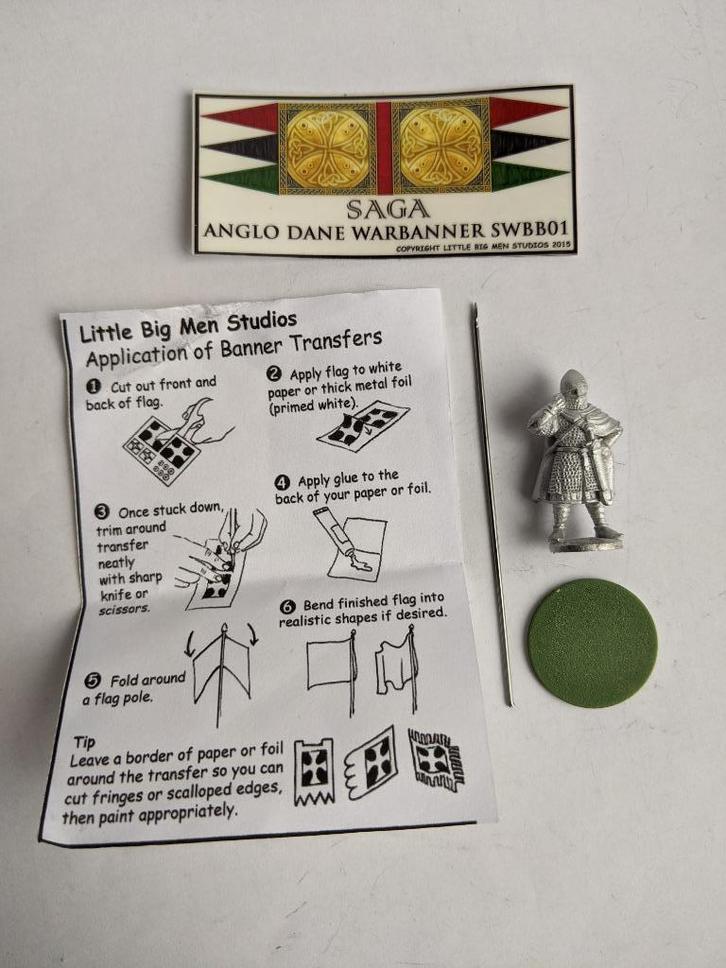 SAGA
ANGLO DANE WARBANNER SWBB01
COPYRIGHT LITTLE BIG MEN STUDIOS 2015
Little Big Men Studios
Application of Banner Transfers
1 Cut out front and
back of flag.
2 Apply flag to white
paper or thick metal foil
(primed white).
3 Once stuck down,
trim around
transfer
neatly
with sharp
knife or
scissors.
4 Apply glue to the
back of your paper or foil.
5 Fold around
a flag pole.
6 Bend finished flag into
realistic shapes if desired.
Tip
Leave a border of paper or foil
around the transfer so you can
cut fringes or scalloped edges,
then paint appropriately.